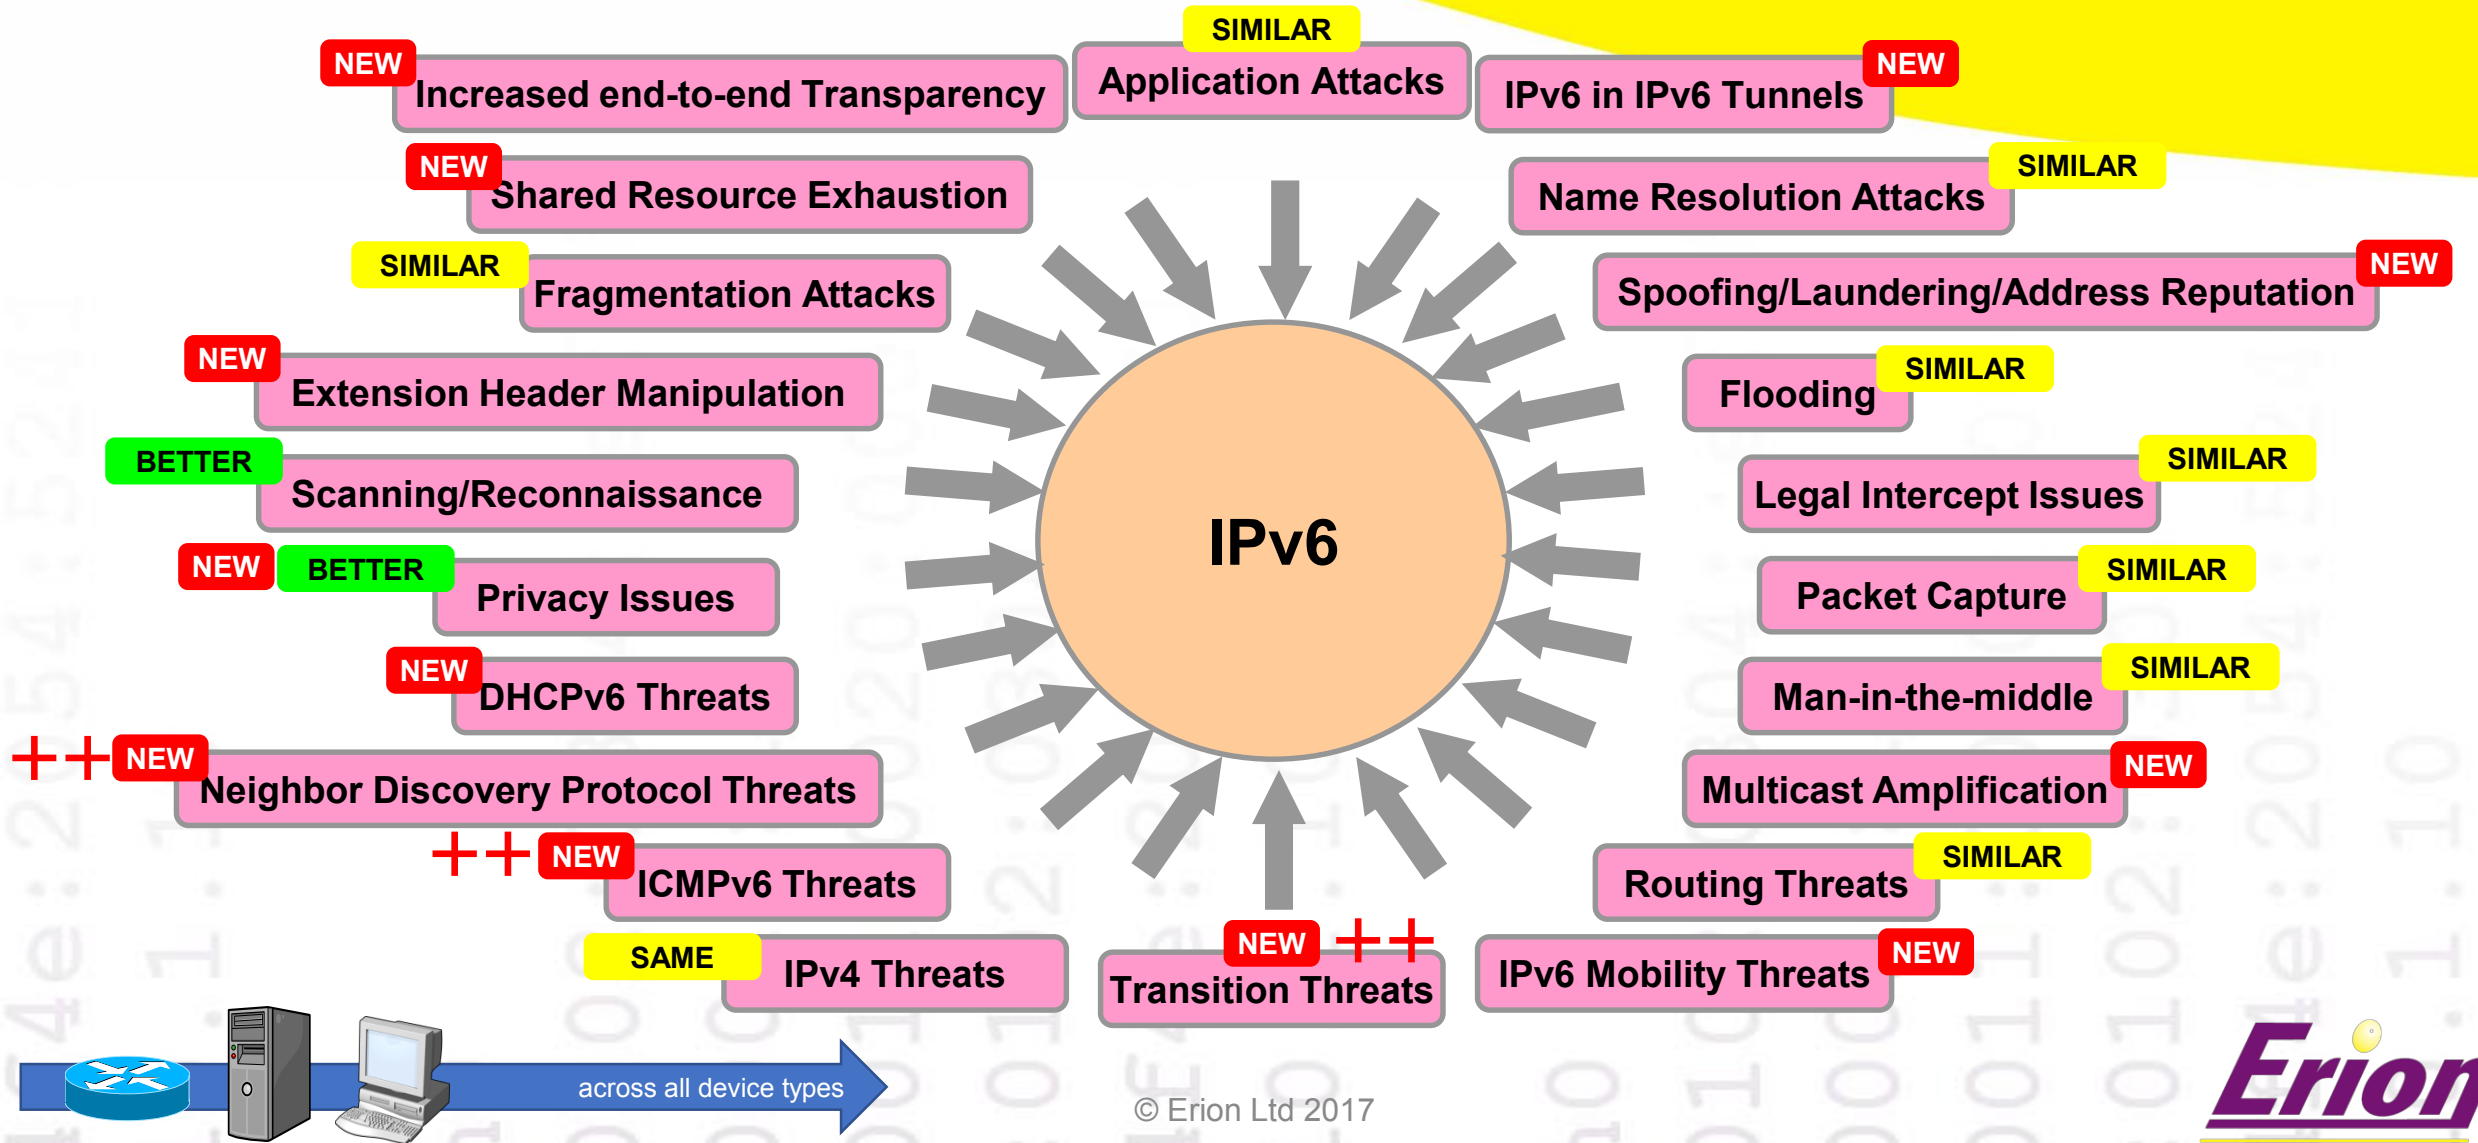 SIMILAR
Application Attacks
NEW
Increased end-to-end Transparency
NEW
IPv6 in IPv6 Tunnels
NEW
Shared Resource Exhaustion
SIMILAR
Name Resolution Attacks
SIMILAR
Fragmentation Attacks
NEW
Spoofing/Laundering/Address Reputation
NEW
Extension Header Manipulation
SIMILAR
Flooding
BETTER
Scanning/Reconnaissance
SIMILAR
Legal Intercept Issues
IPv6
NEW BETTER
Privacy Issues
SIMILAR
Packet Capture
NEW
DHCPv6 Threats
SIMILAR
Man-in-the-middle
++ NEW
Neighbor Discovery Protocol Threats
NEW
Multicast Amplification
++ NEW
ICMPv6 Threats
SIMILAR
Routing Threats
SAME
IPv4 Threats
NEW ++
Transition Threats
NEW
IPv6 Mobility Threats
across all device types
© Erion Ltd 2017
Erion